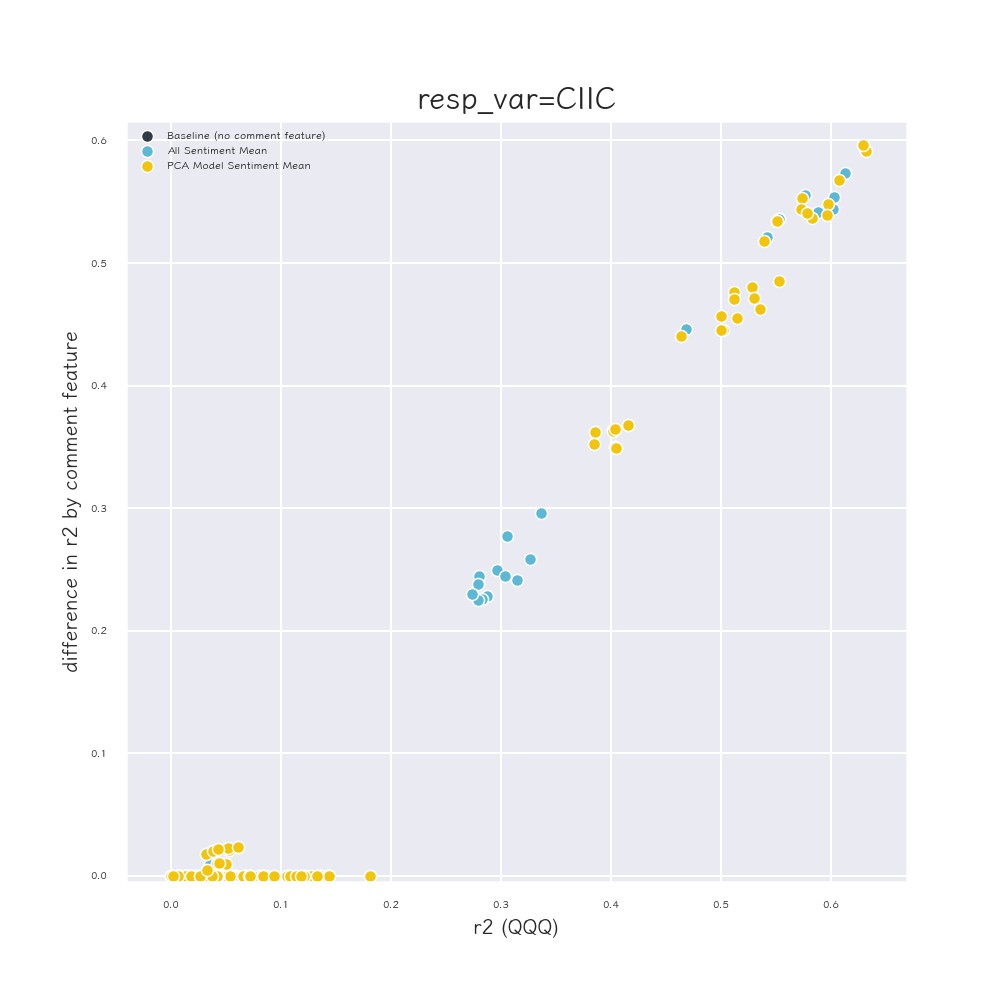 resp_var=CIIC
Baseline (no comment feature)
All Sentiment Mean
PCA Model Sentiment Mean
difference in r2 by comment feature
0.6
0.5
0.4
0.3
0.2
0.1
0.0
0.0 0.1 0.2 0.3 0.4 0.5 0.6
r2 (QQQ)